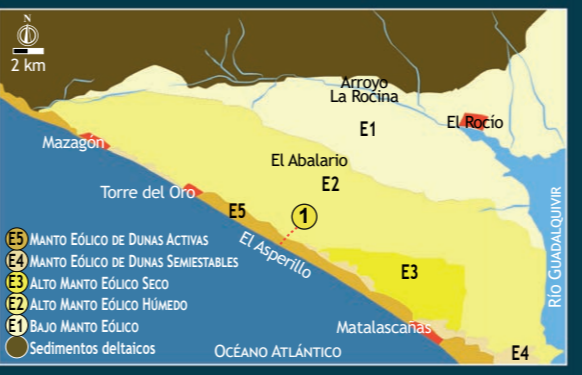 N
2 km
Arroyo
La Rocina
El Rocío
E1
Mazagón
El Abalario
E2
Torre del Oro
E5
1
El Asperillo
E3
RÍO GUADALQUIVIR
Matalascañas
E4
OCÉANO ATLÁNTICO
E5 MANTO EÓLICO DE DUNAS ACTIVAS
E4 MANTO EÓLICO DE DUNAS SEMIESTABLES
E3 ALTO MANTO EÓLICO SECO
E2 ALTO MANTO EÓLICO HÚMEDO
E1 BAJO MANTO EÓLICO
Sedimentos deltaicos